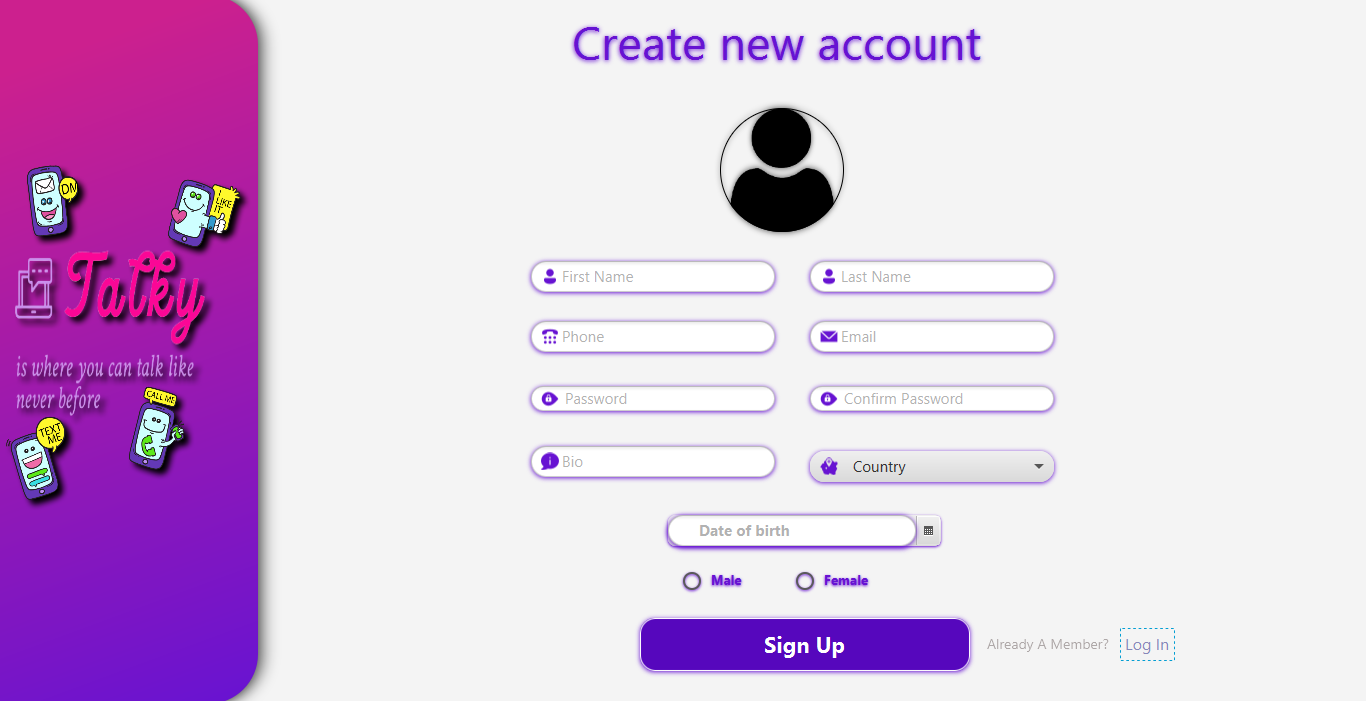 Create new account
DM
I LIKE IT
Talky
is where you can talk like
never before
CALL ME
TEXT ME
First Name
Last Name
Phone
Email
Password
Confirm Password
Bio
Country
Date of birth
Male
Female
Sign Up
Already A Member?
Log In